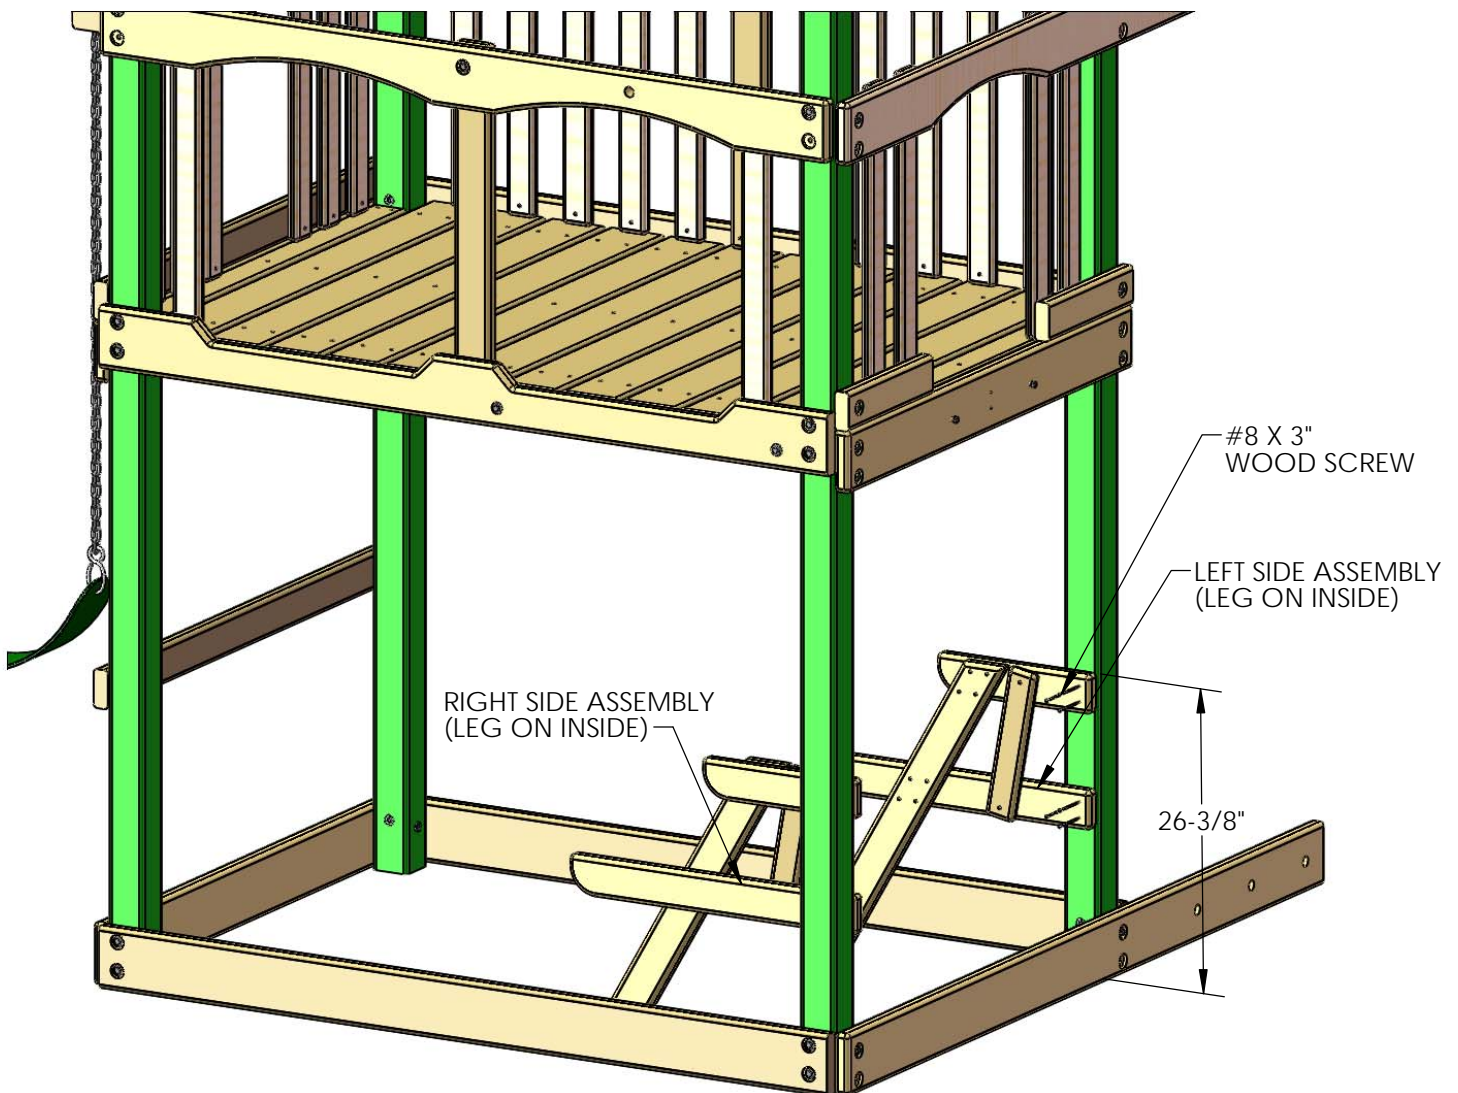 #8 X 3"
WOOD SCREW
LEFT SIDE ASSEMBLY
(LEG ON INSIDE)
RIGHT SIDE ASSEMBLY
(LEG ON INSIDE)
26-3/8"